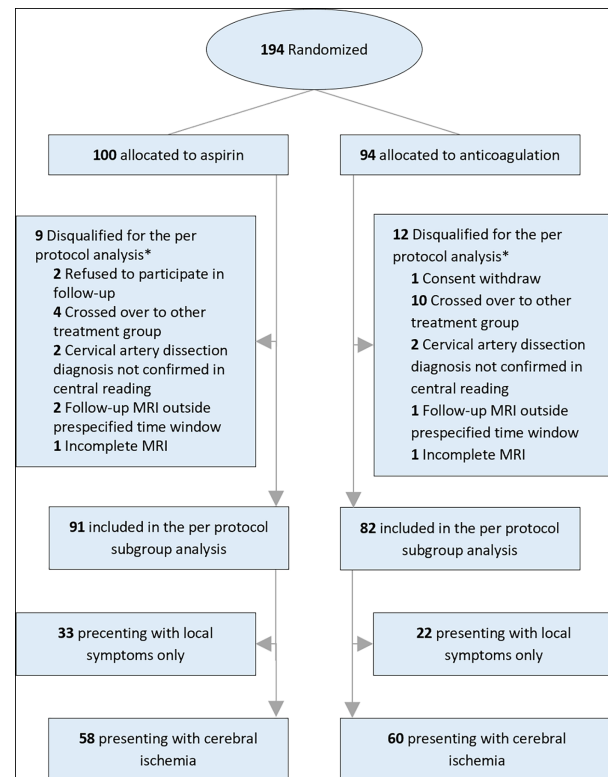 194 Randomized
100 allocated to aspirin
94 allocated to anticoagulation
9 Disqualified for the per
protocol analysis*
2 Refused to participate in
follow-up
4 Crossed over to other
treatment group
2 Cervical artery dissection
diagnosis not confirmed in
central reading
2 Follow-up MRI outside
prespecified time window
1 Incomplete MRI
12 Disqualified for the per
protocol analysis*
1 Consent withdraw
10 Crossed over to other
treatment group
2 Cervical artery dissection
diagnosis not confirmed in
central reading
1 Follow-up MRI outside
prespecified time window
1 Incomplete MRI
91 included in the per protocol
subgroup analysis
82 included in the per protocol
subgroup analysis
33 precenting with local
symptoms only
22 presenting with local
symptoms only
58 presenting with cerebral
ischemia
60 presenting with cerebral
ischemia